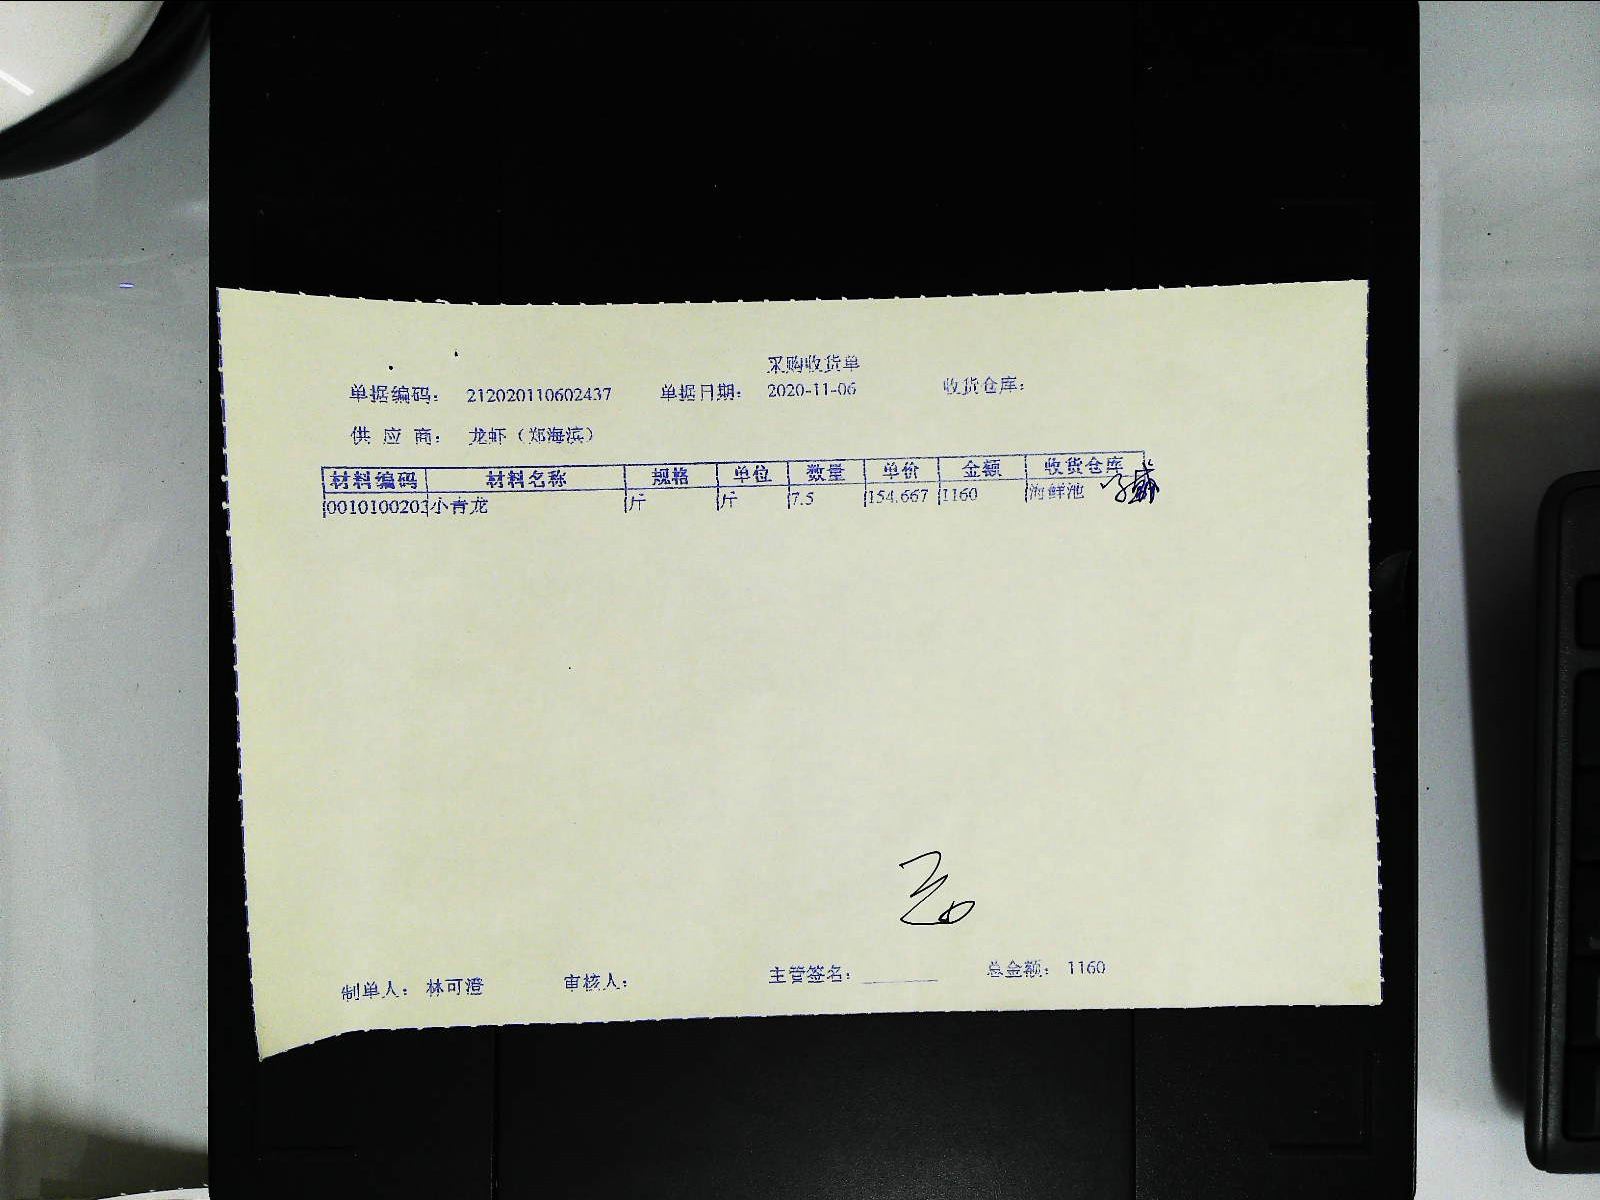 采购收货单
单据编码： 212020110602437 单据日期： 2020-11-06 收货仓库：
供 应 商： 龙虾（郑海滨）
材料编码 材料名称 规格 单位 数量 单价 金额 收货仓库
0010100203 小青龙 斤 斤 7.5 154.667 1160 海鲜池
制单人： 林可澄 审核人： 主管签名： 总金额： 1160